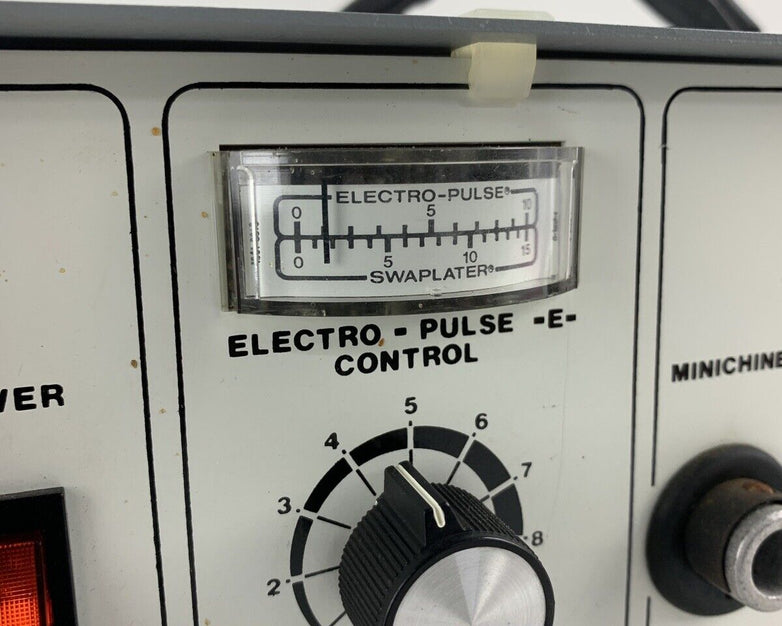 ELECTRO-PULSE®
0 5 10
0 5 10 15
SWAPLATER®
ELECTRO - PULSE -E-
CONTROL
VER
MINICHINE
5
4 6
3 7
2 8